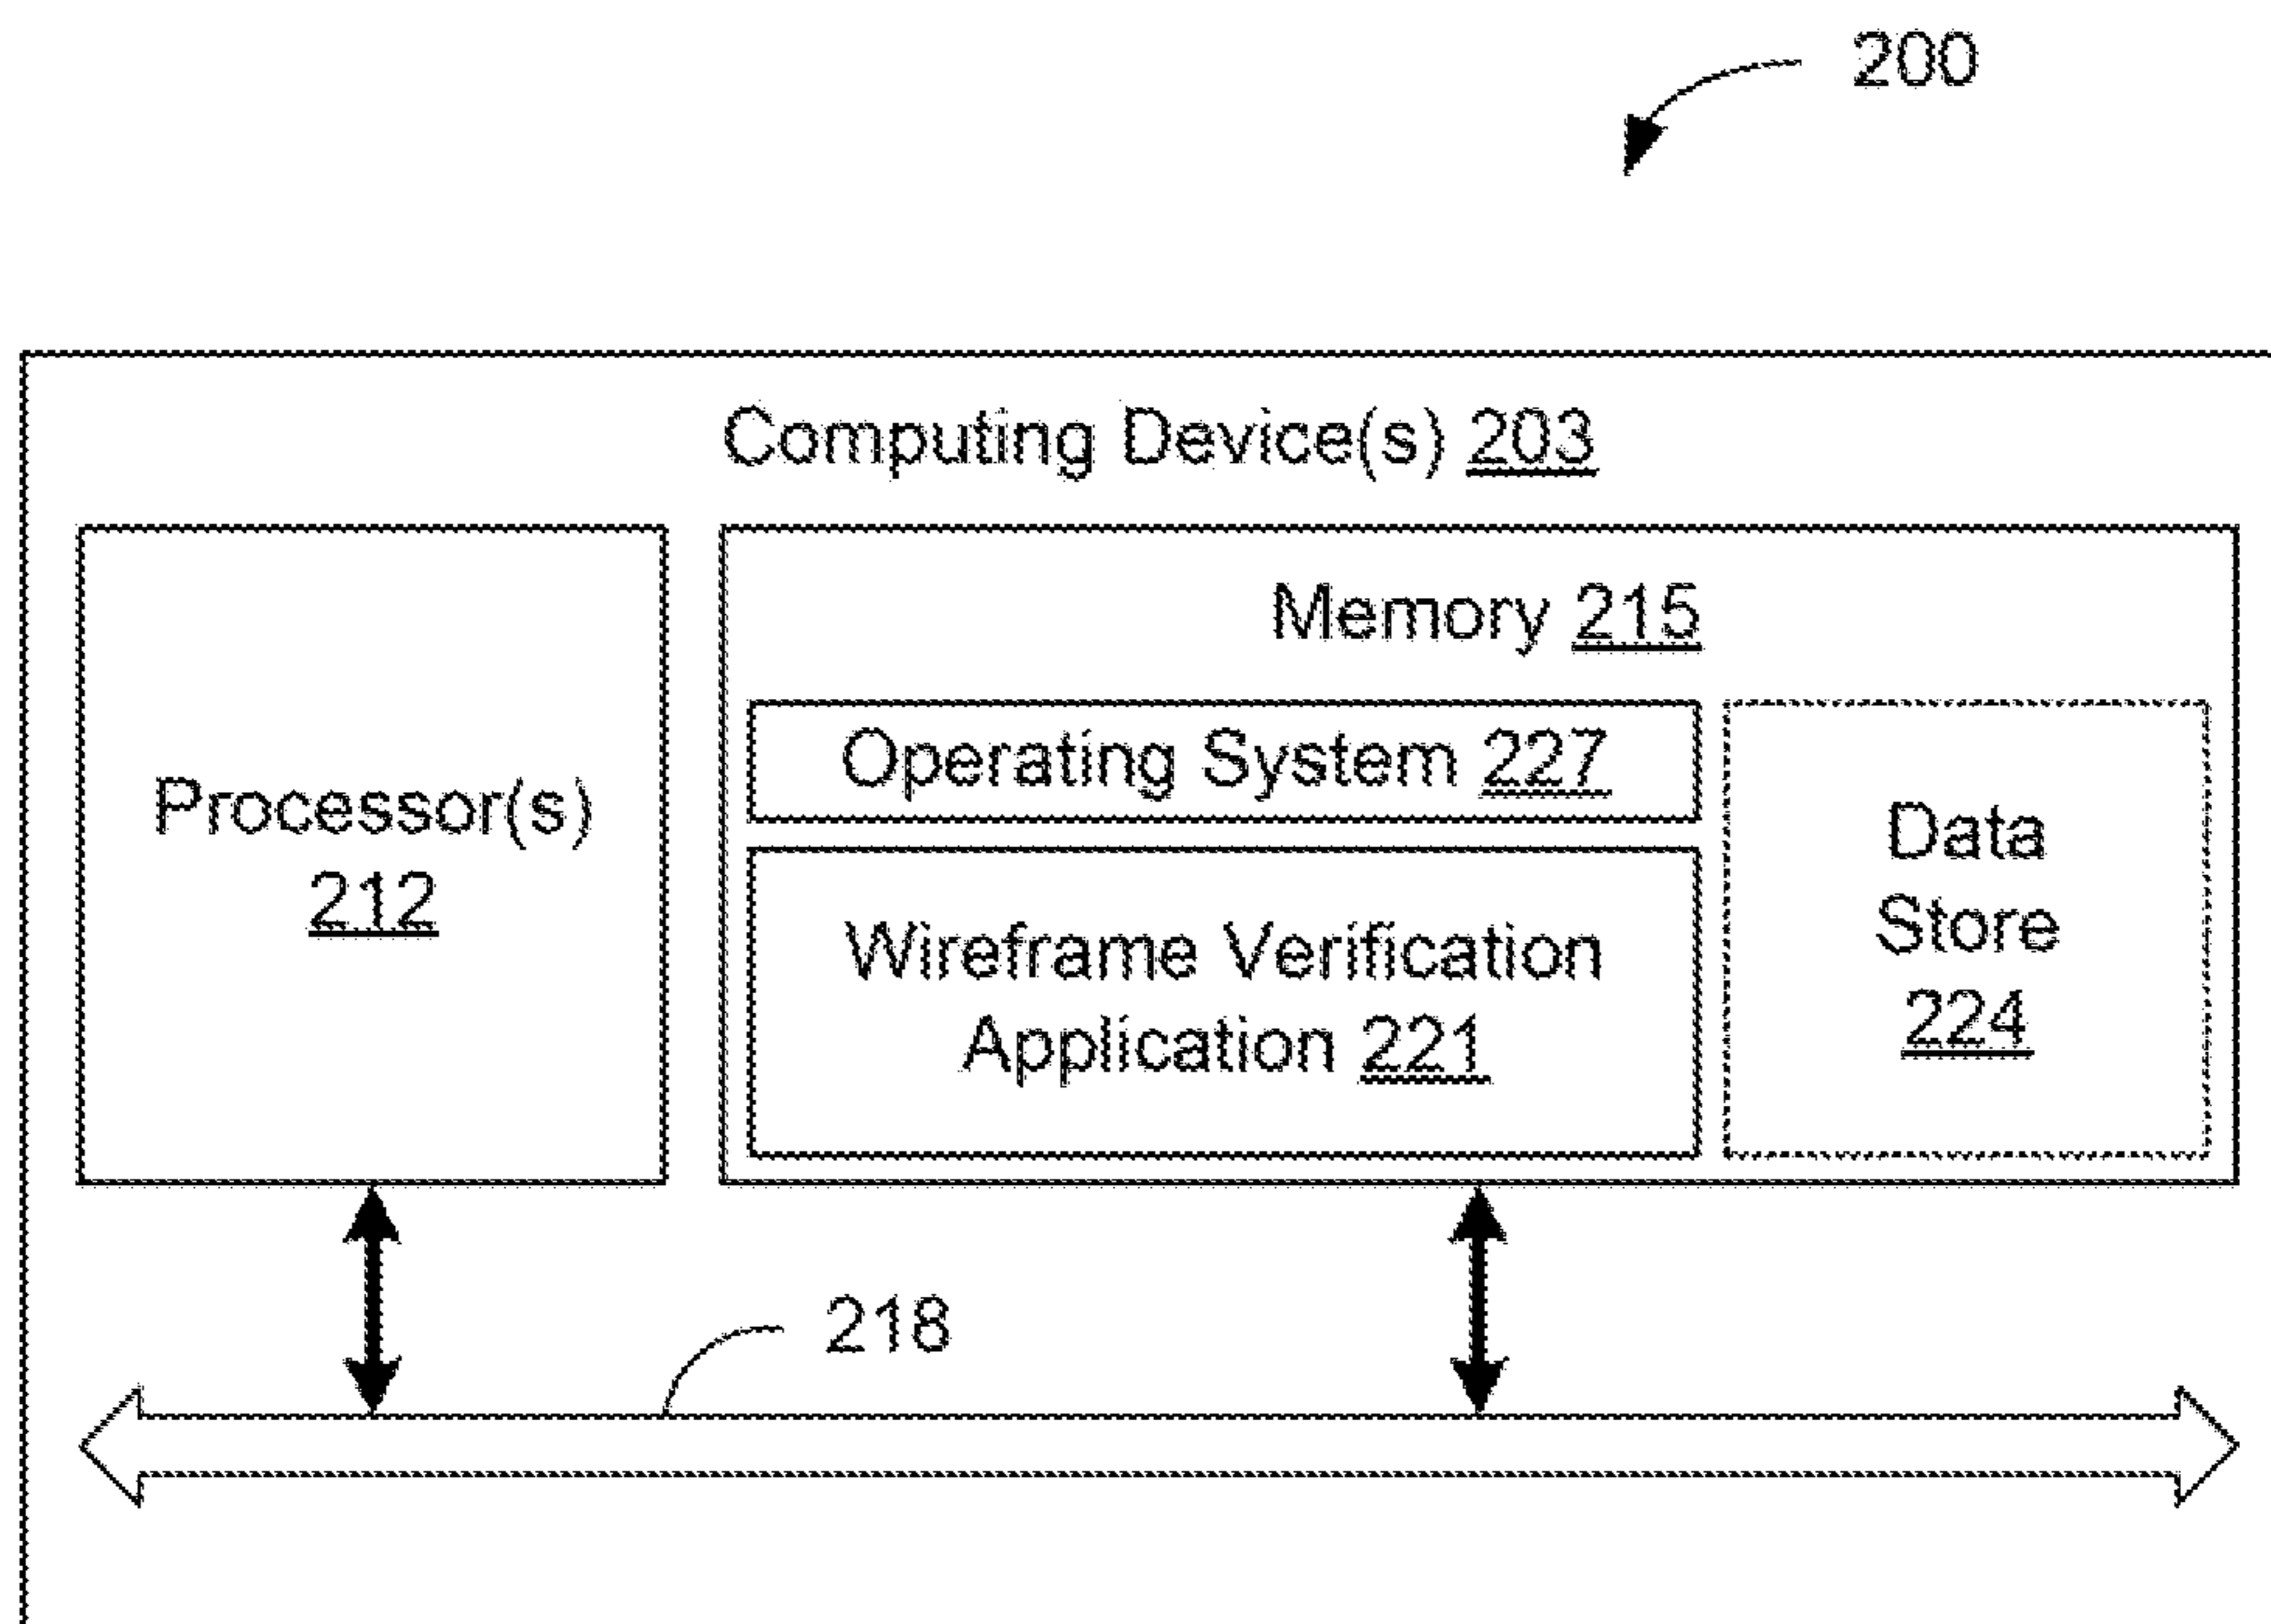 200
Computing Device(s) 203
Processor(s)
212
Memory 215
Operating System 227
Wireframe Verification
Application 221
Data
Store
224
218